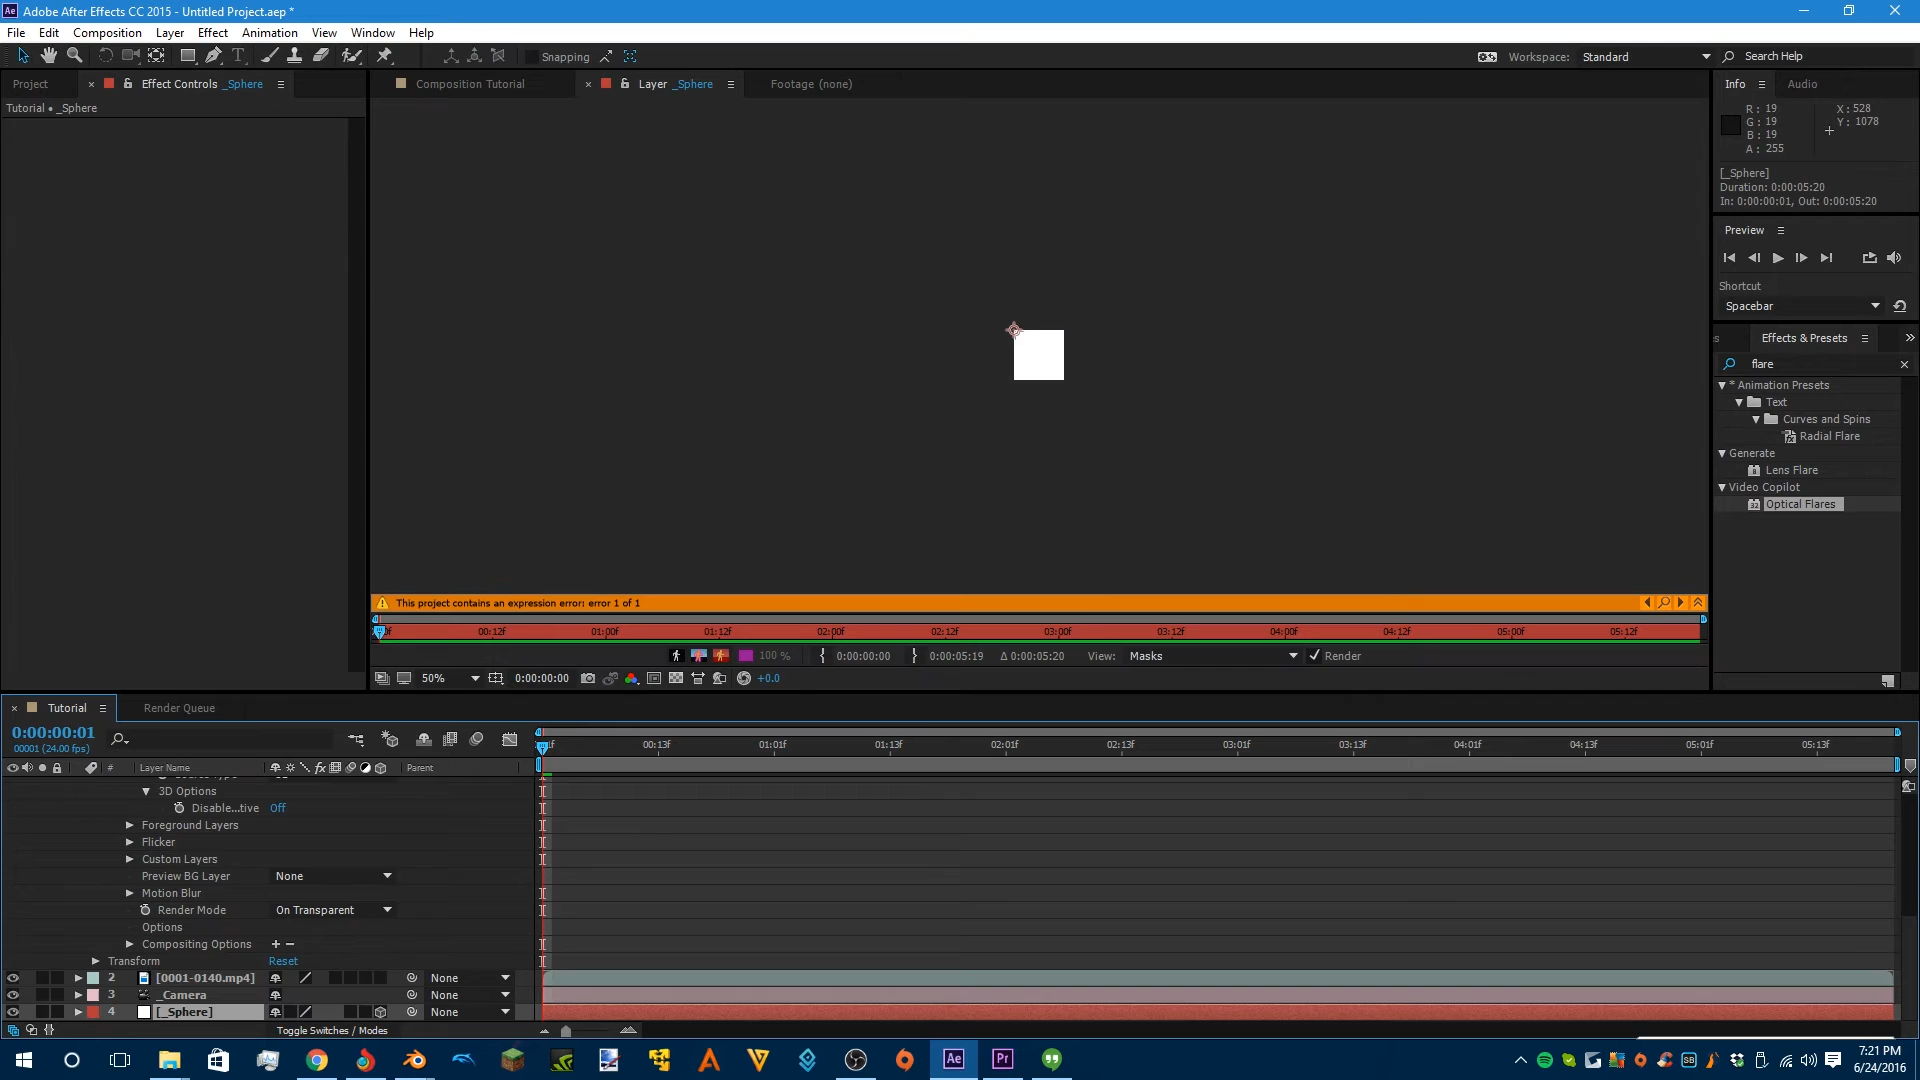 Adobe After Effects CC 2015 - Untitled Project.aep *
File Edit Composition Layer Effect Animation View Window Help
Snapping
Workspace: Standard
Search Help
Project
Effect Controls _Sphere
Tutorial • _Sphere
Composition Tutorial
Layer _Sphere
Footage (none)
Info Audio
R: 19 X: 528
G: 19 Y: 1078
B: 19
A: 255
[_Sphere]
Duration: 0:00:05:20
In: 0:00:00:01, Out: 0:00:05:20
Preview
Shortcut
Spacebar
Effects & Presets
flare
* Animation Presets
Text
Curves and Spins
Radial Flare
Generate
Lens Flare
Video Copilot
Optical Flares
This project contains an expression error: error 1 of 1
00:12f 01:00f 01:12f 02:00f 02:12f 03:00f 03:12f 04:00f 04:12f 05:00f 05:12f
100 % 0:00:00:00 0:00:05:19 Δ 0:00:05:20 View: Masks Render
50% 0:00:00:00 +0.0
Tutorial
Render Queue
0:00:00:01
00001 (24.00 fps)
00:13f 01:01f 01:13f 02:01f 02:13f 03:01f 03:13f 04:01f 04:13f 05:01f 05:13f
# Layer Name Parent
3D Options
Disable...tive Off
Foreground Layers
Flicker
Custom Layers
Preview BG Layer None
Motion Blur
Render Mode On Transparent
Options
Compositing Options + −
Transform Reset
2 [0001-0140.mp4] None
3 _Camera None
4 [_Sphere] None
Toggle Switches / Modes
Ae Pr
7:21 PM
6/24/2016